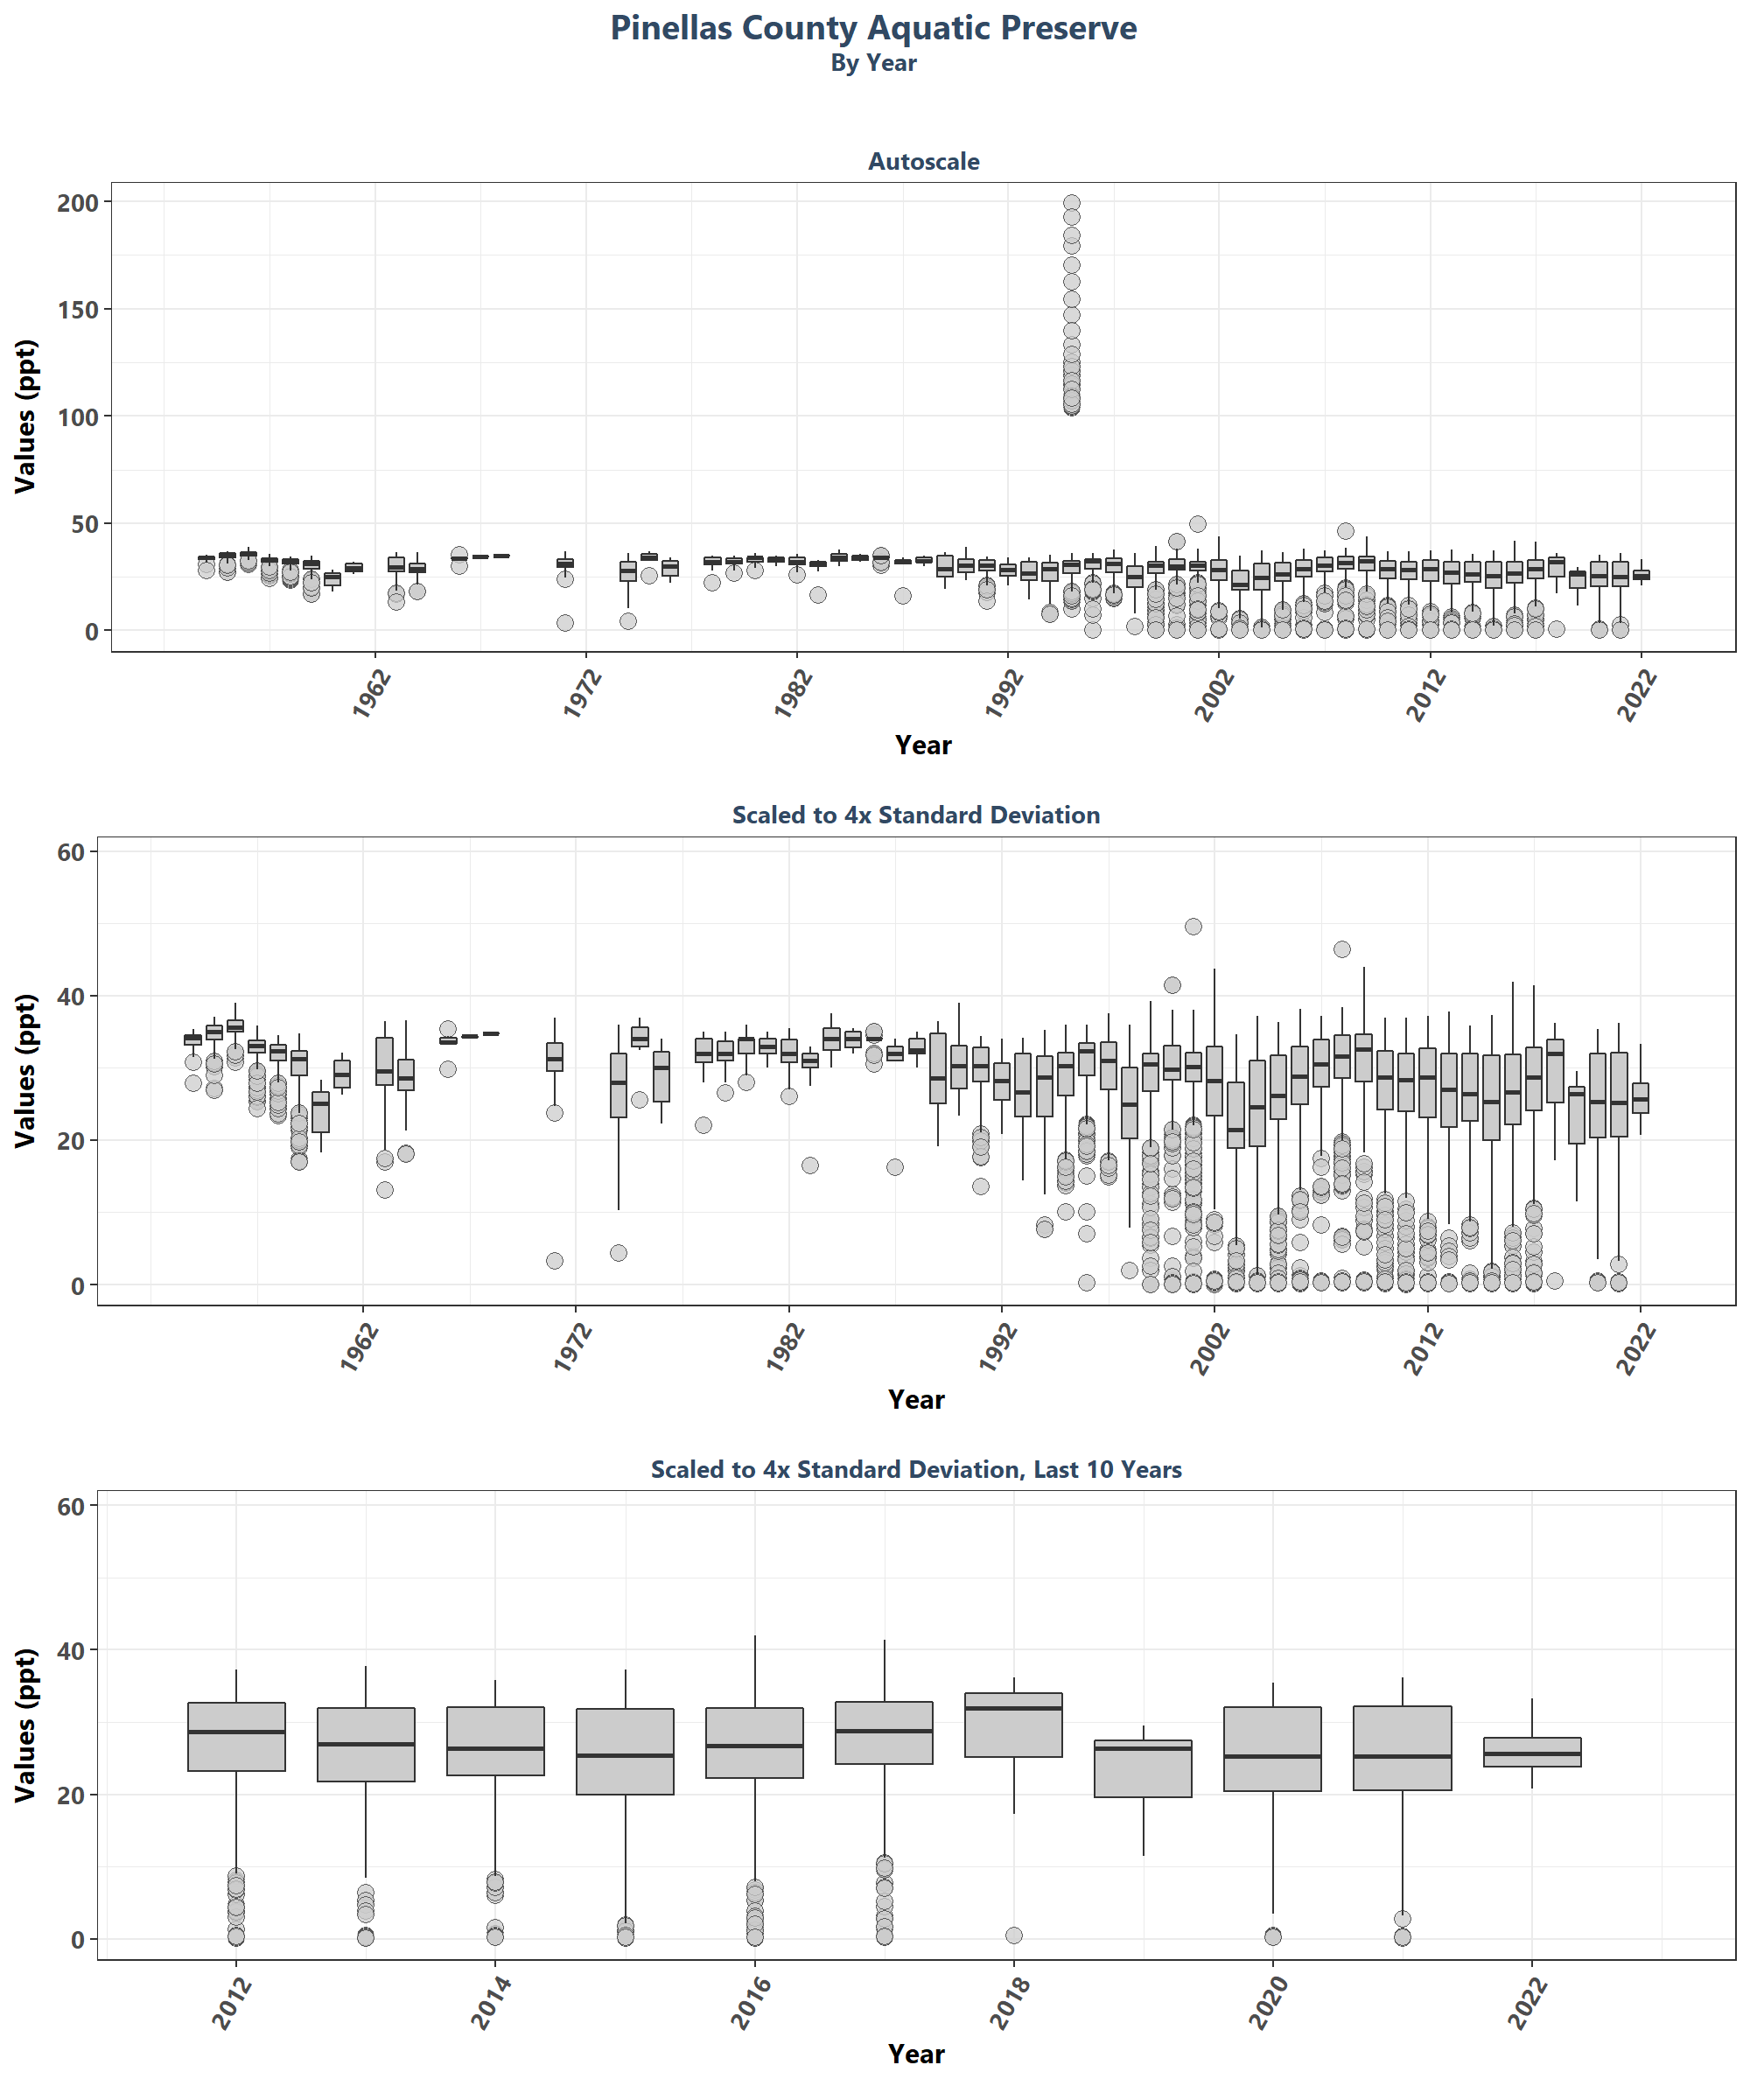 Pinellas County Aquatic Preserve
By Year
Autoscale
200
150
100
50
0
Values (ppt)
1962 1972 1982 1992 2002 2012 2022
Year
Scaled to 4x Standard Deviation
60
40
20
0
Values (ppt)
1962 1972 1982 1992 2002 2012 2022
Year
Scaled to 4x Standard Deviation, Last 10 Years
60
40
20
0
Values (ppt)
2012 2014 2016 2018 2020 2022
Year